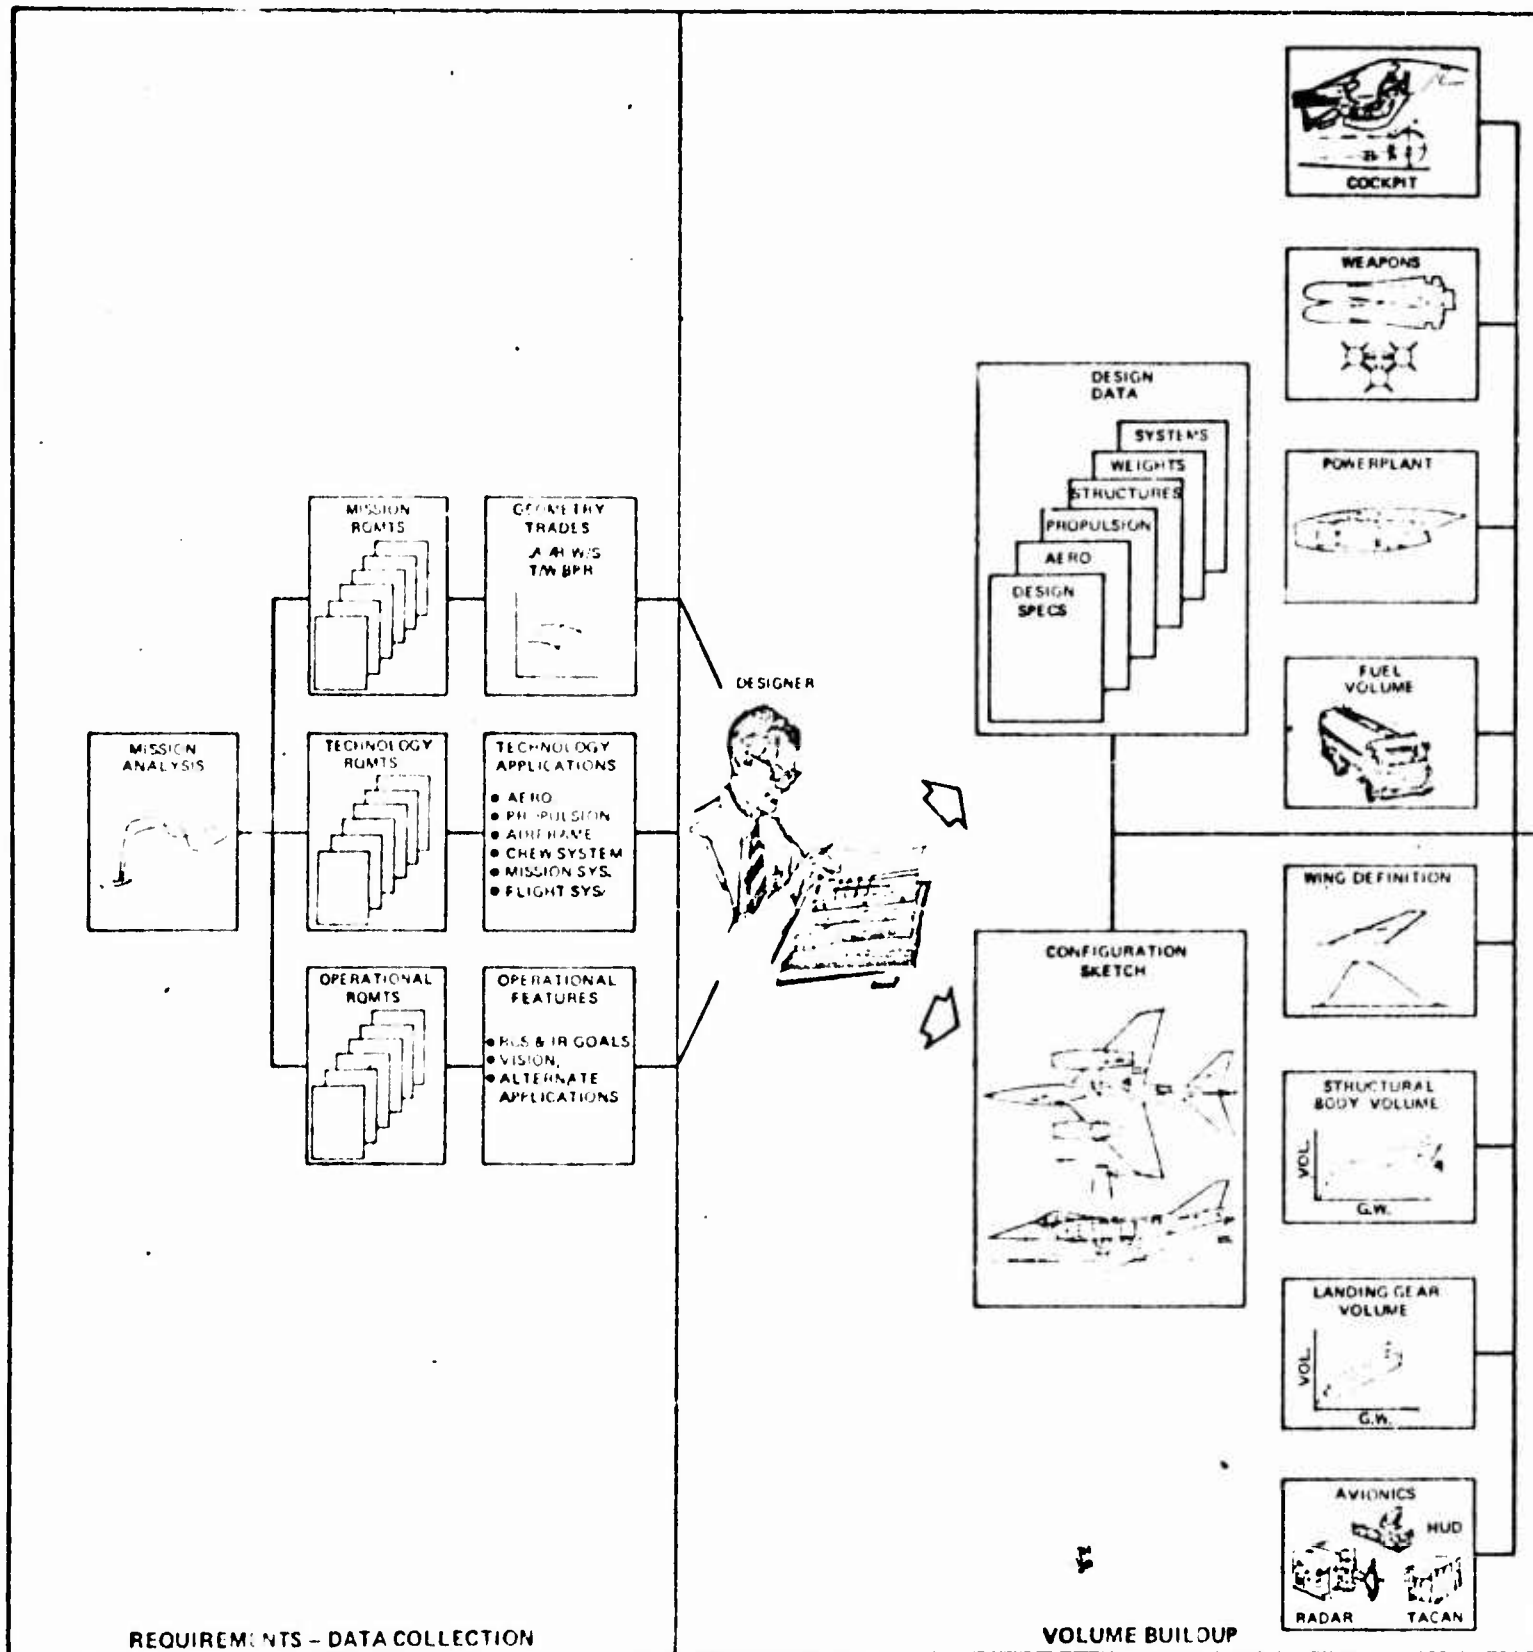 MISSION
ANALYSIS
MISSION
RQMTS
TECHNOLOGY
RQMTS
OPERATIONAL
RQMTS
GEOMETRY
TRADES
W/S
T/W BPR
TECHNOLOGY
APPLICATIONS
• AERO
• PROPULSION
• AIRFRAME
• CREW SYSTEM
• MISSION SYS.
• FLIGHT SYS.
OPERATIONAL
FEATURES
• RCS & IR GOALS
• VISION,
• ALTERNATE
APPLICATIONS
REQUIREMENTS – DATA COLLECTION
DESIGNER
DESIGN
DATA
SYSTEMS
WEIGHTS
STRUCTURES
PROPULSION
AERO
DESIGN
SPECS
CONFIGURATION
SKETCH
COCKPIT
WEAPONS
POWERPLANT
FUEL
VOLUME
WING DEFINITION
STRUCTURAL
BODY VOLUME
VOL.
G.W.
LANDING GEAR
VOLUME
VOL.
G.W.
AVIONICS
HUD
RADAR
TACAN
VOLUME BUILDUP